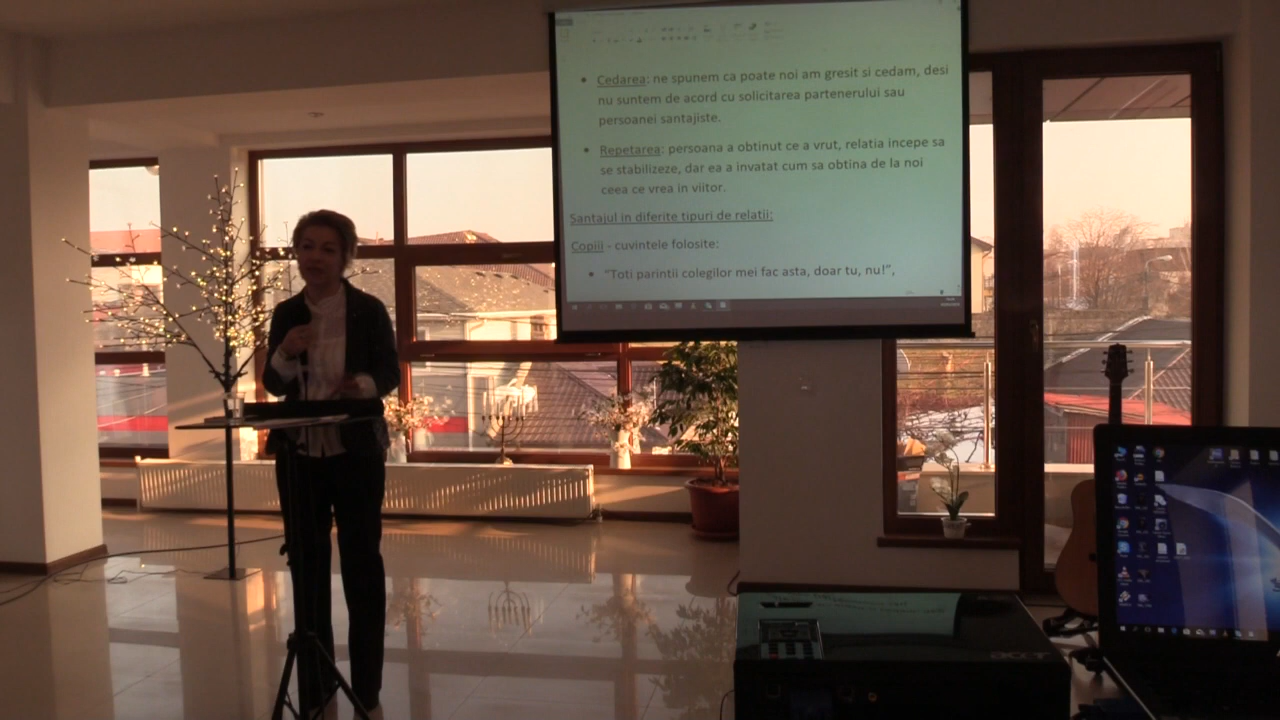 • Cedarea: ne spunem ca poate noi am gresit si cedam, desi
nu suntem de acord cu solicitarea partenerului sau
persoanei santajiste.
• Repetarea: persoana a obtinut ce a vrut, relatia incepe sa
se stabilizeze, dar ea a invatat cum sa obtina de la noi
ceea ce vrea in viitor.
Santajul in diferite tipuri de relatii:
Copiii - cuvintele folosite:
• “Toti parintii colegilor mei fac asta, doar tu, nu!”,
acer